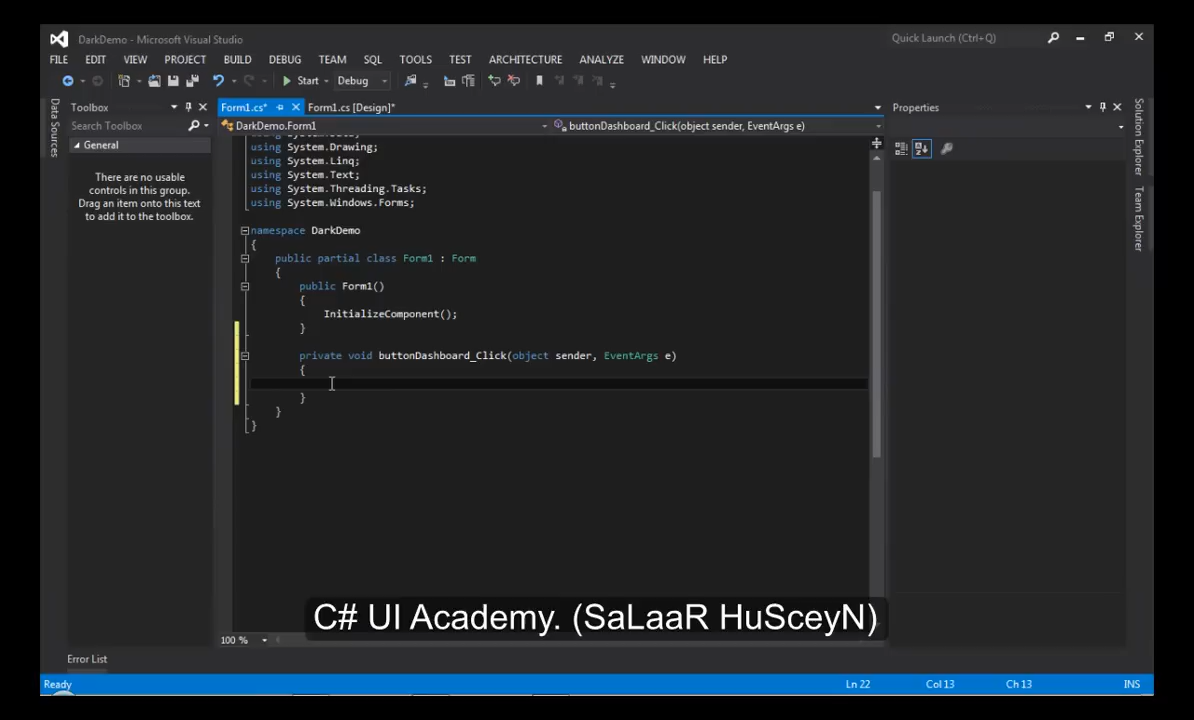 DarkDemo - Microsoft Visual Studio
Quick Launch (Ctrl+Q)
FILE EDIT VIEW PROJECT BUILD DEBUG TEAM SQL TOOLS TEST ARCHITECTURE ANALYZE WINDOW HELP
Start Debug
Data Sources
Toolbox
Search Toolbox
General
There are no usable
controls in this group.
Drag an item onto this text
to add it to the toolbox.
Form1.cs* Form1.cs [Design]*
DarkDemo.Form1 buttonDashboard_Click(object sender, EventArgs e)
using System.Drawing;
using System.Linq;
using System.Text;
using System.Threading.Tasks;
using System.Windows.Forms;
namespace DarkDemo
{
public partial class Form1 : Form
{
public Form1()
{
InitializeComponent();
}
private void buttonDashboard_Click(object sender, EventArgs e)
{
}
}
}
Properties
Solution Explorer
Team Explorer
C# UI Academy. (SaLaaR HuSceyN)
100 %
Error List
Ready Ln 22 Col 13 Ch 13 INS